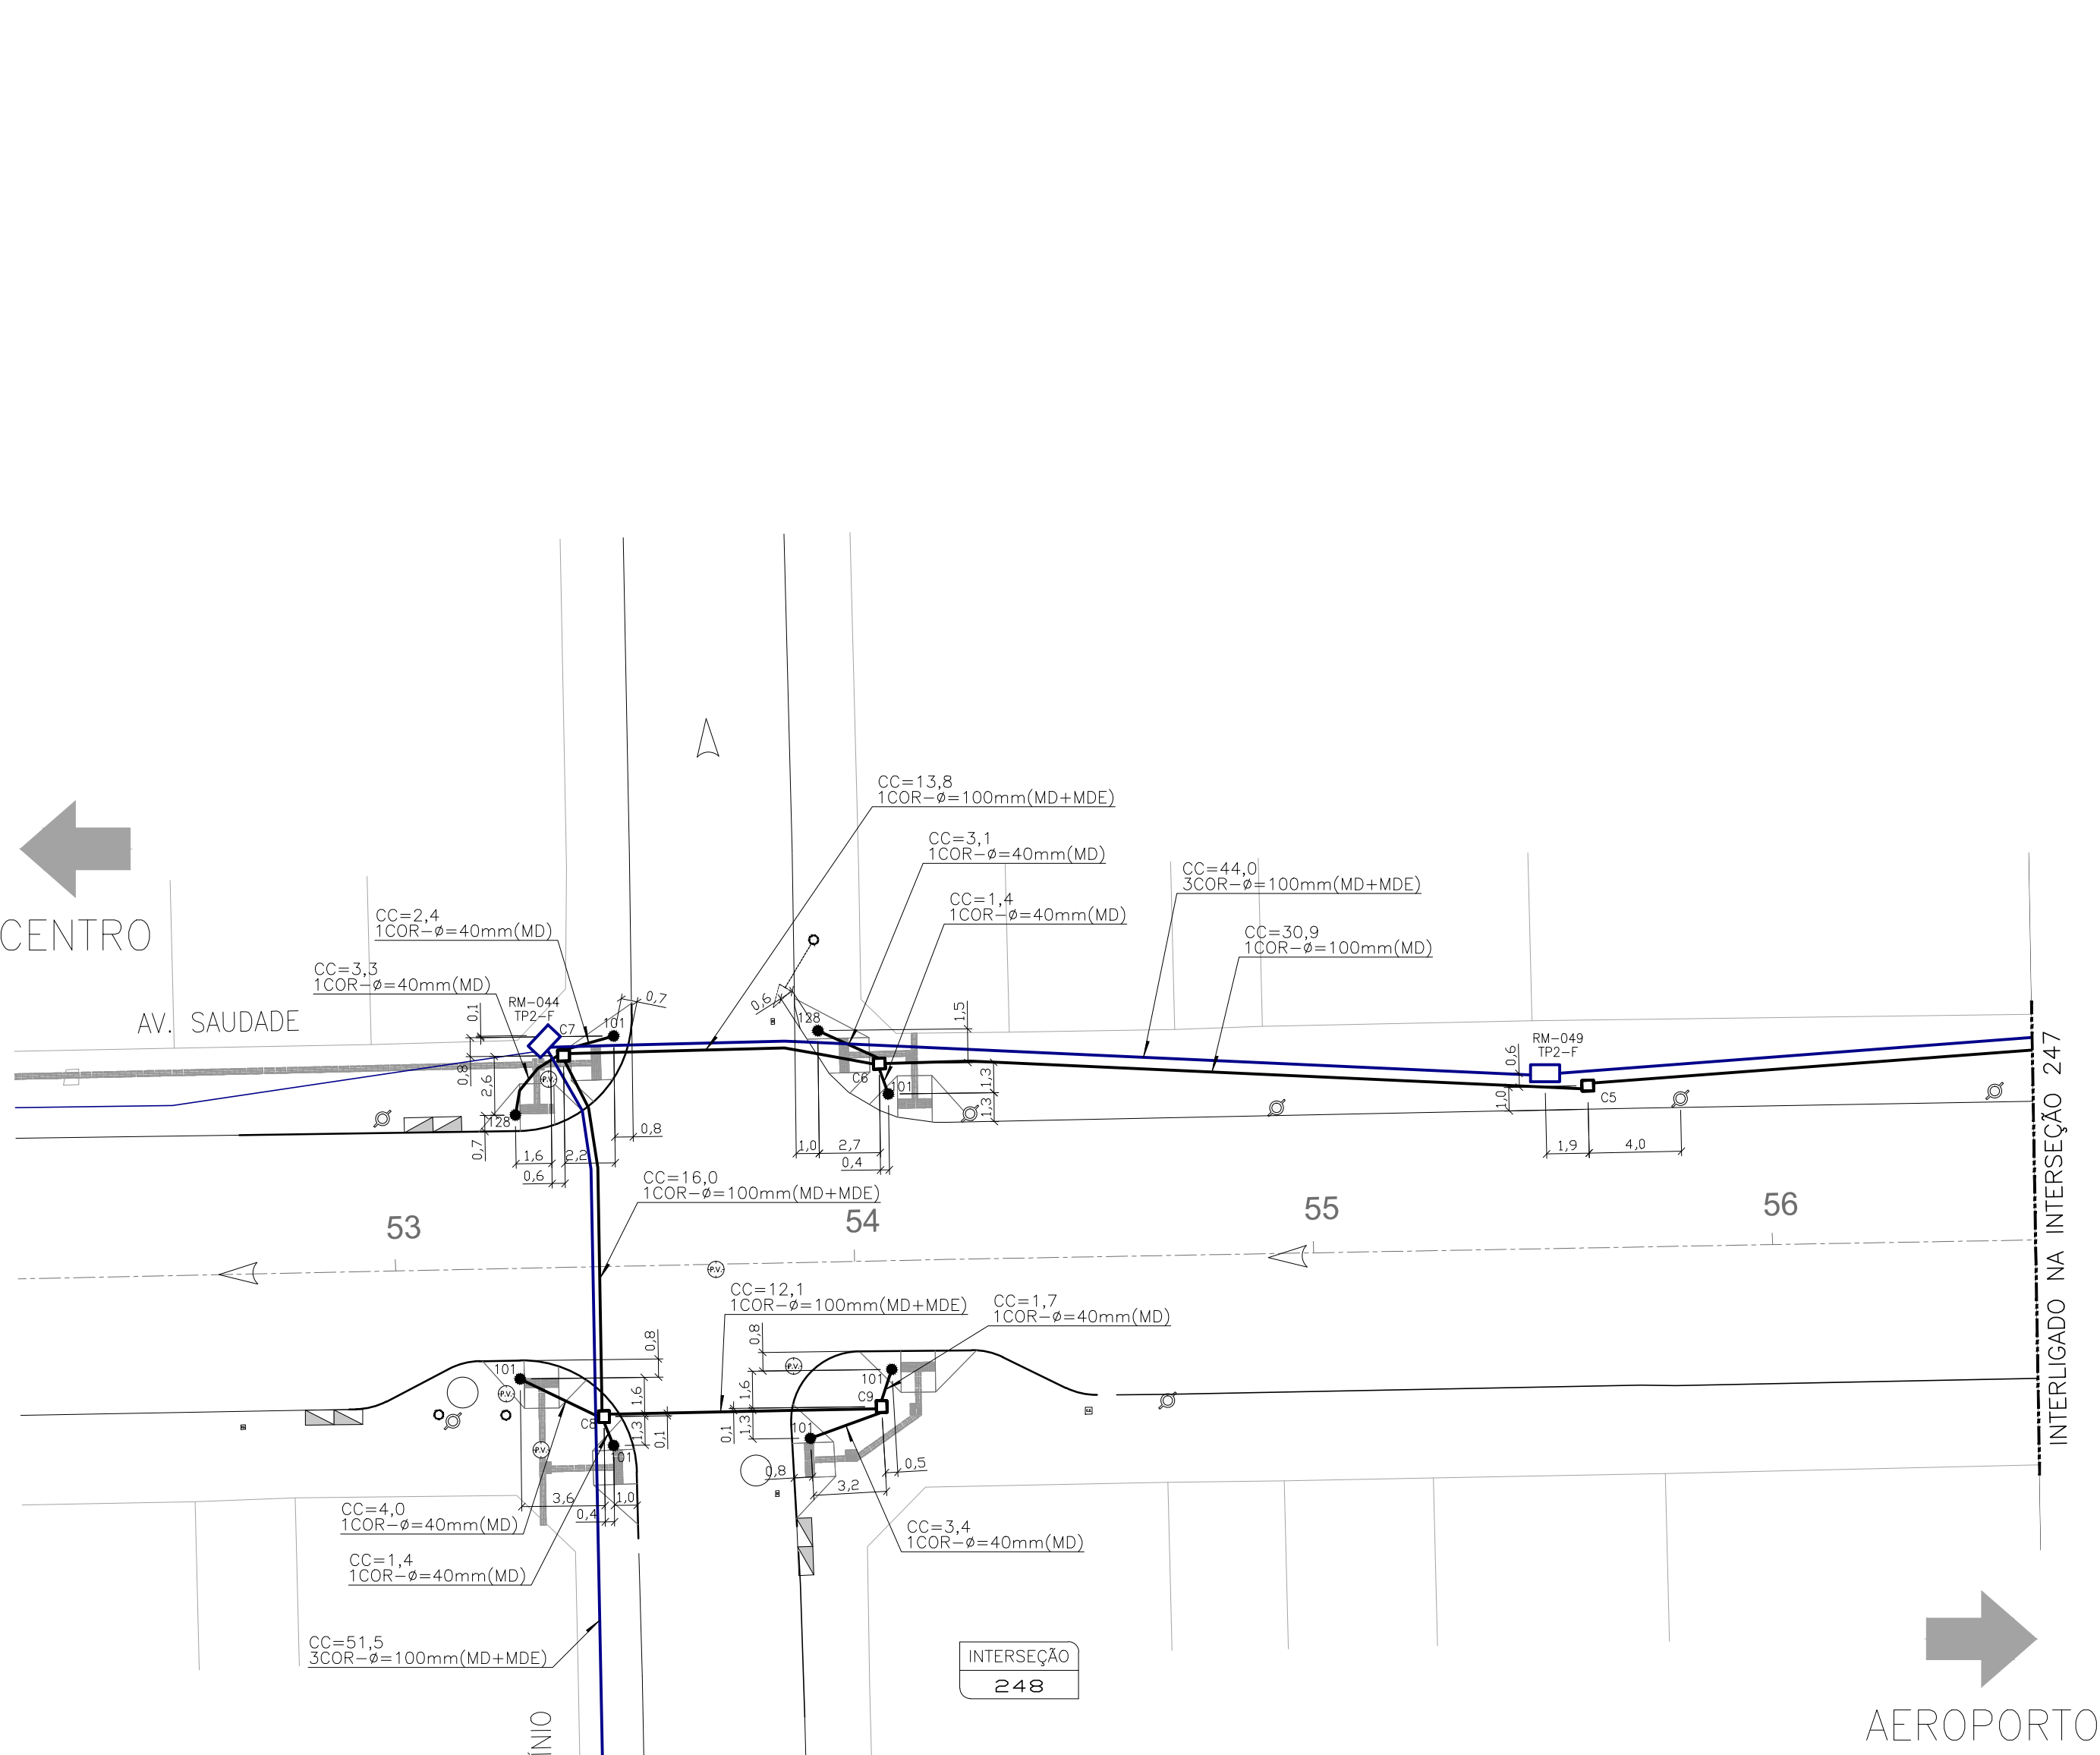 CC=13,8
1COR-ø=100mm(MD+MDE)
CC=3,1
1COR-ø=40mm(MD)
CC=44,0
3COR-ø=100mm(MD+MDE)
CC=1,4
1COR-ø=40mm(MD)
CC=2,4
1COR-ø=40mm(MD)
CENTRO
CC=30,9
1COR-ø=100mm(MD)
CC=3,3
1COR-ø=40mm(MD)
RM-044
TP2-F
AV. SAUDADE
0,1
C7
101
0,7
0,6
128
1,5
RM-049
TP2-F
0,6
0,8
2,6
P.V.
C6
101
1,3
1,3
1,0
C5
128
0,7
0,8
1,6
2,2
0,6
1,0
2,7
0,4
1,9
4,0
INTERLIGADO NA INTERSEÇÃO 247
CC=16,0
1COR-ø=100mm(MD+MDE)
53
54
55
56
P.V.
CC=12,1
1COR-ø=100mm(MD+MDE)
CC=1,7
1COR-ø=40mm(MD)
0,8
0,8
101
P.V.
P.V.
101
1,6
1,6
C9
C8
1,3
0,1
0,1
1,3
101
P.V.
101
0,8
0,5
3,2
3,6
1,0
0,4
CC=4,0
1COR-ø=40mm(MD)
CC=3,4
1COR-ø=40mm(MD)
CC=1,4
1COR-ø=40mm(MD)
CC=51,5
3COR-ø=100mm(MD+MDE)
INTERSEÇÃO
248
ÍNIO
AEROPORTO